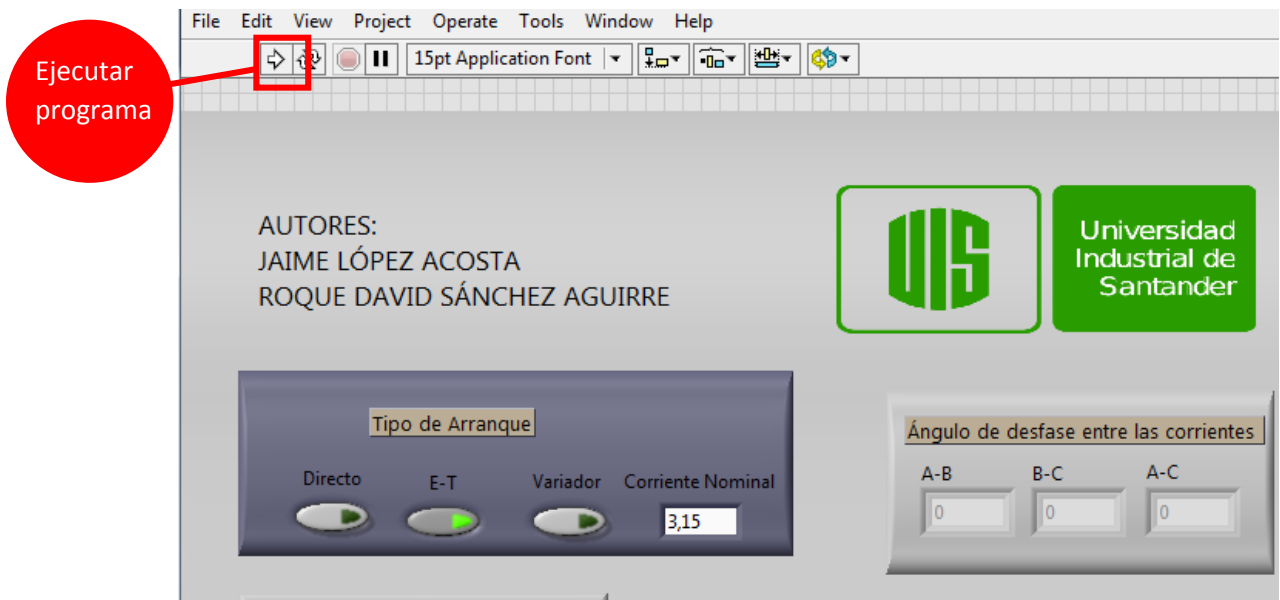 File Edit View Project Operate Tools Window Help
15pt Application Font
Ejecutar
programa
AUTORES:
JAIME LÓPEZ ACOSTA
ROQUE DAVID SÁNCHEZ AGUIRRE
UIS
Universidad
Industrial de
Santander
Tipo de Arranque
Directo E-T Variador Corriente Nominal
3,15
Ángulo de desfase entre las corrientes
A-B B-C A-C
0 0 0